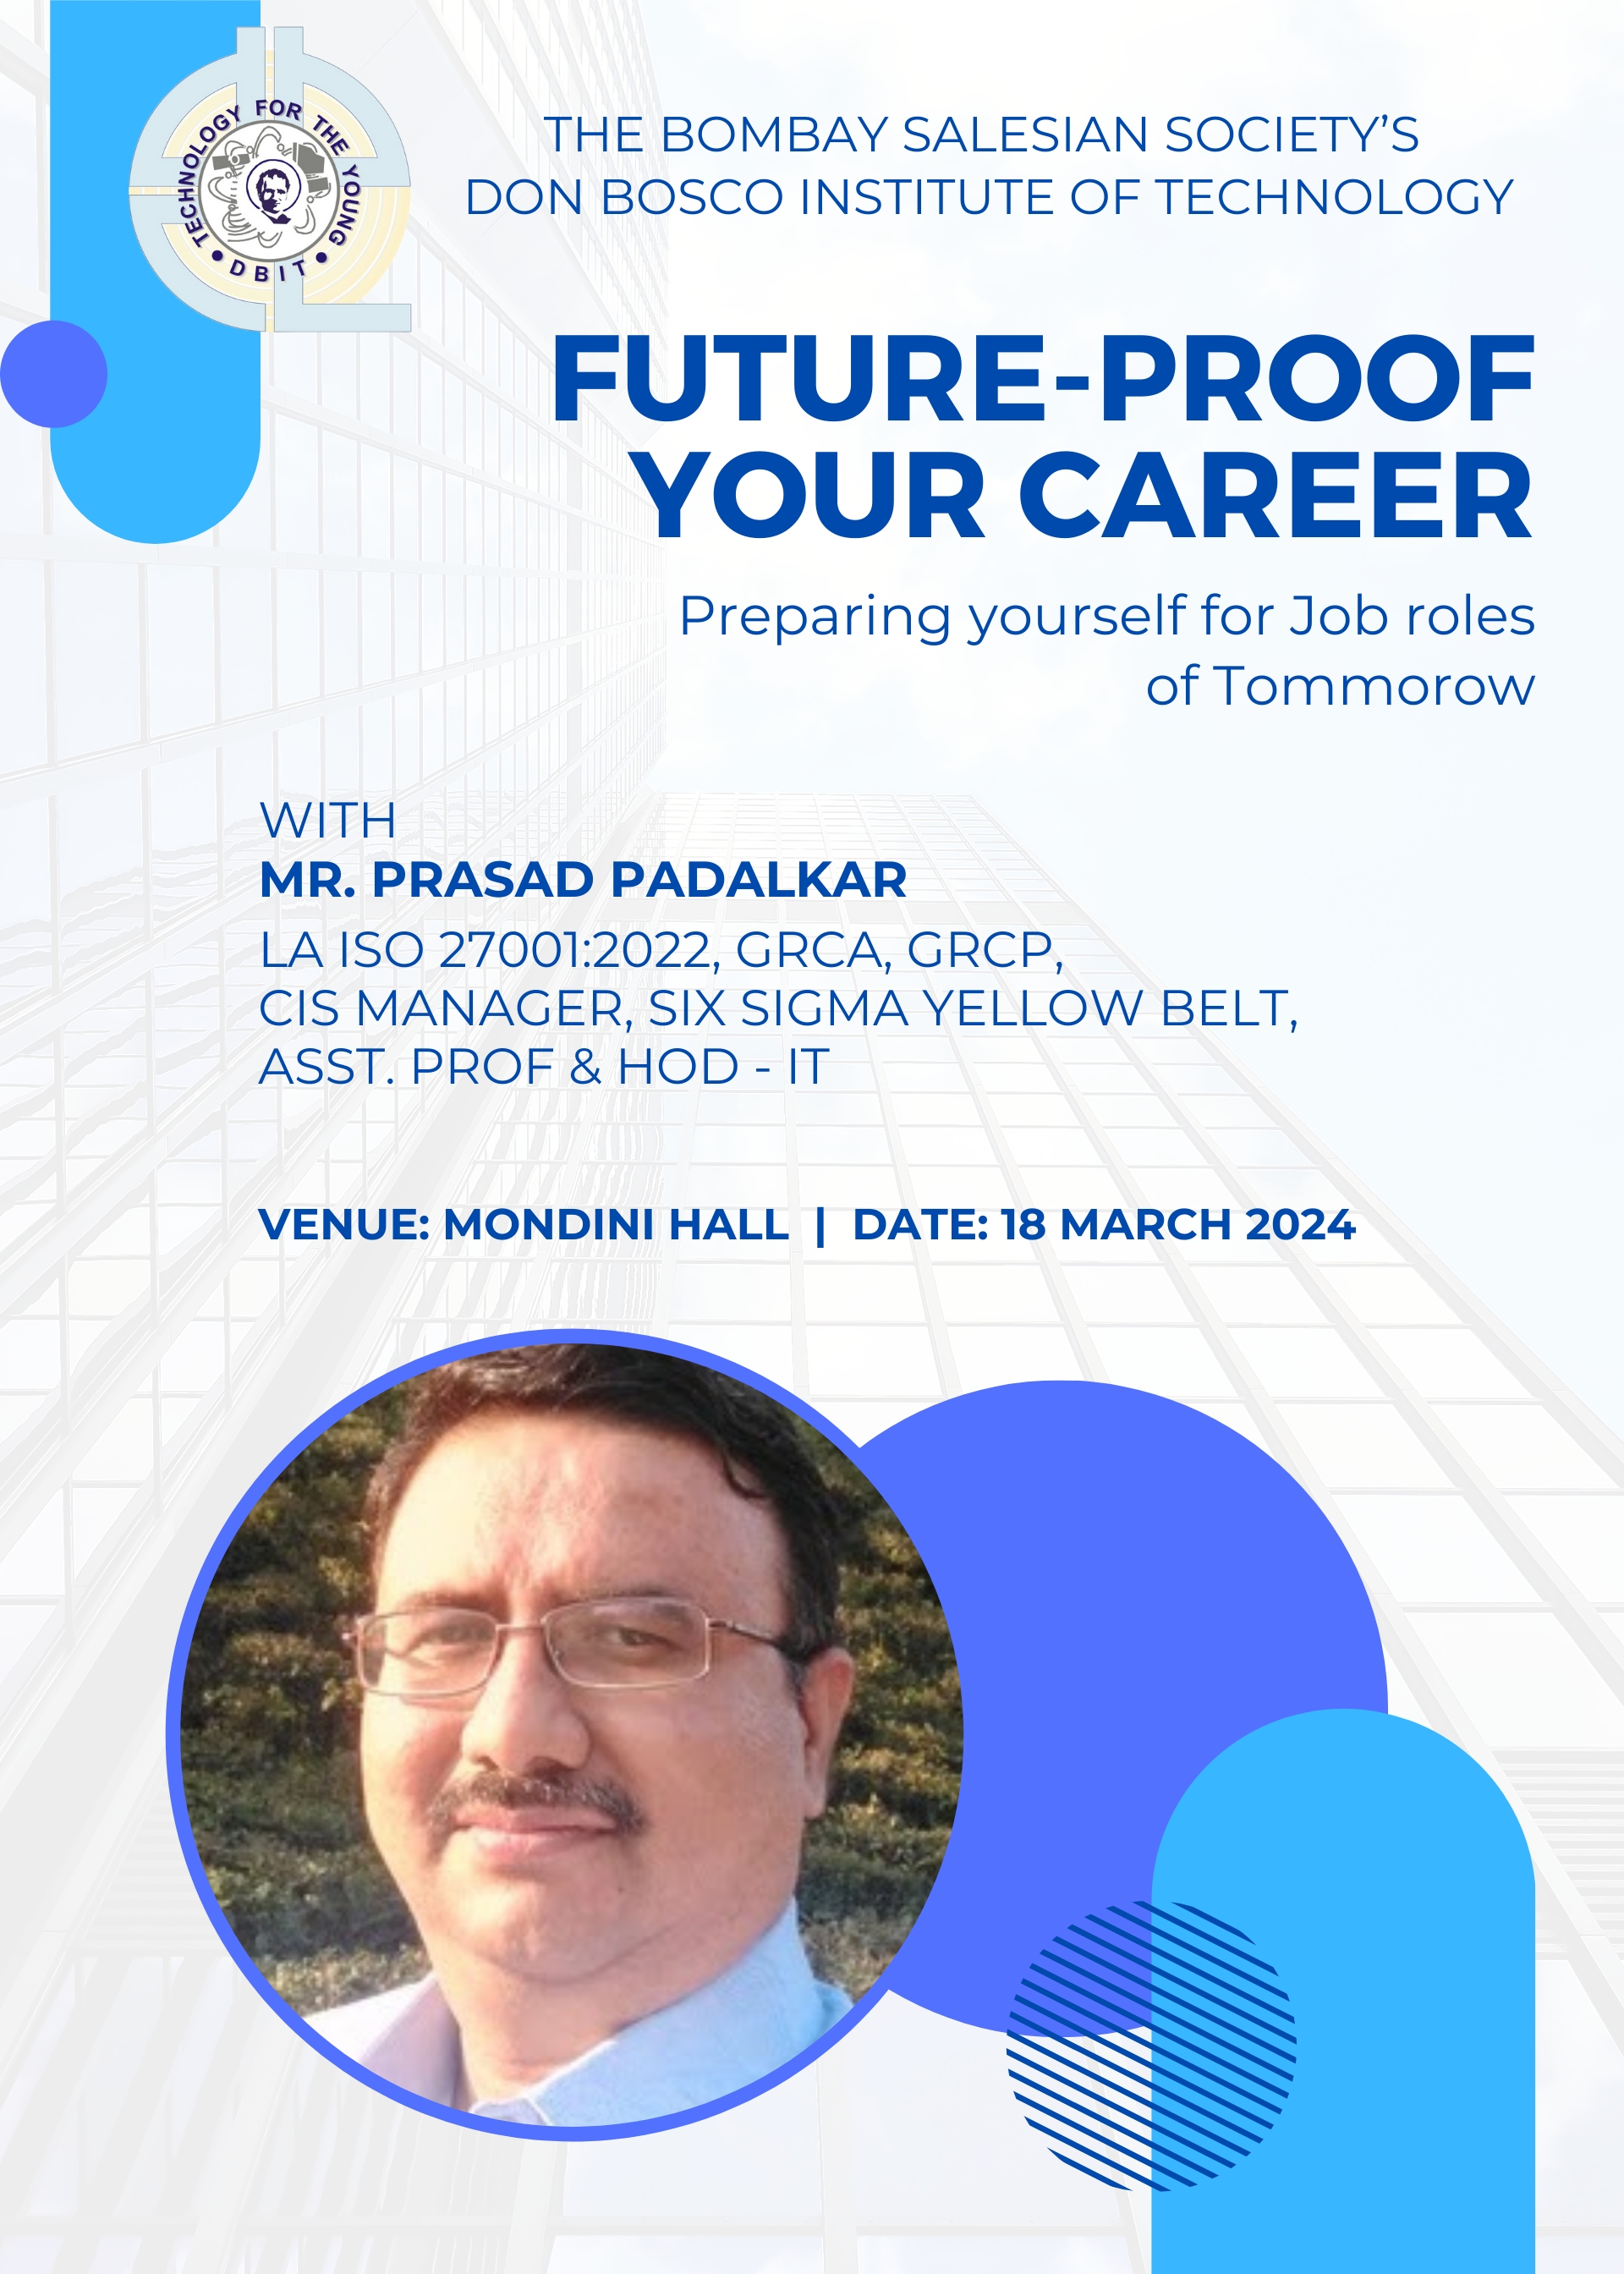 TECHNOLOGY FOR THE YOUNG
DBIT
THE BOMBAY SALESIAN SOCIETY’S
DON BOSCO INSTITUTE OF TECHNOLOGY
FUTURE-PROOF
YOUR CAREER
Preparing yourself for Job roles
of Tommorow
WITH
MR. PRASAD PADALKAR
LA ISO 27001:2022, GRCA, GRCP,
CIS MANAGER, SIX SIGMA YELLOW BELT,
ASST. PROF & HOD - IT
VENUE: MONDINI HALL | DATE: 18 MARCH 2024